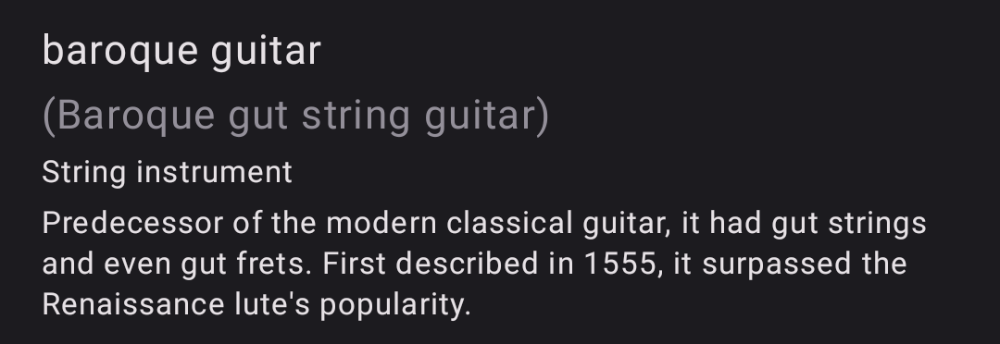 baroque guitar
(Baroque gut string guitar)
String instrument
Predecessor of the modern classical guitar, it had gut strings
and even gut frets. First described in 1555, it surpassed the
Renaissance lute's popularity.